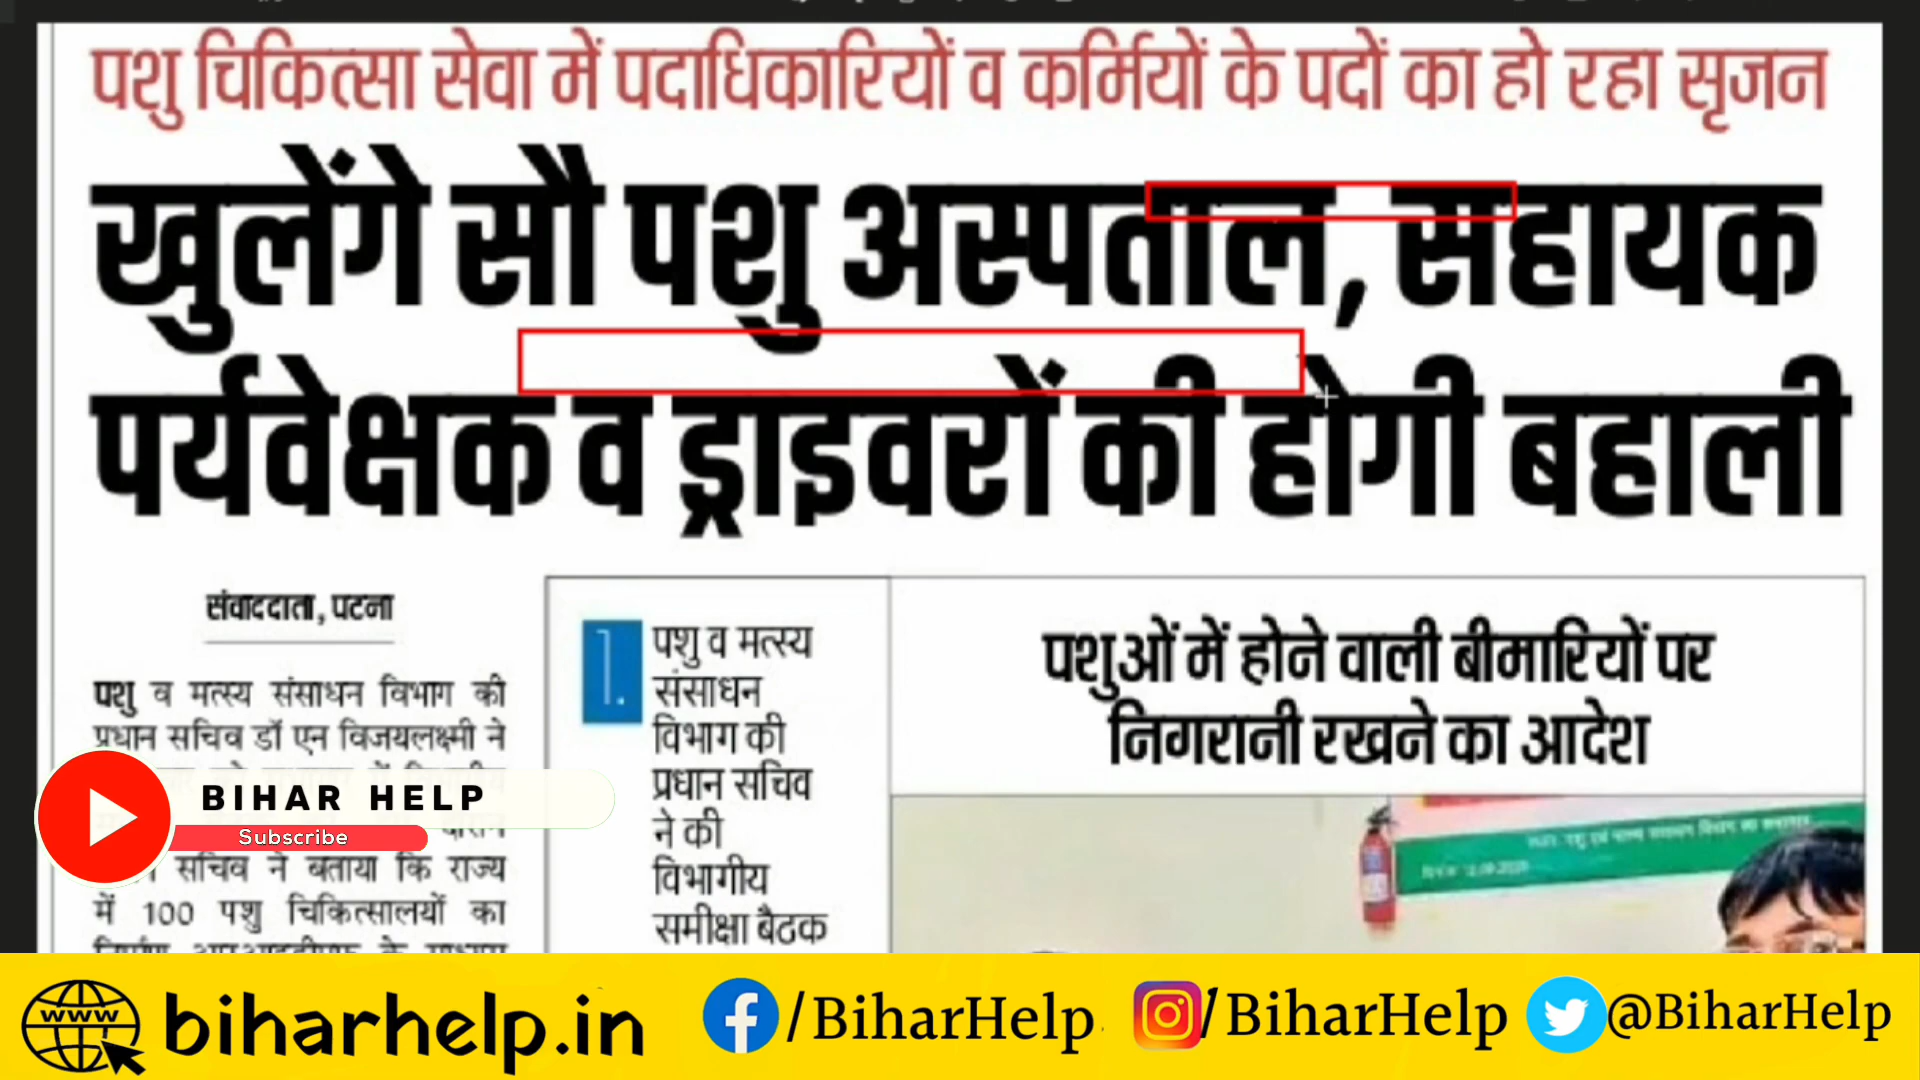 पशु चिकित्सा सेवा में पदाधिकारियों व कर्मियों के पदों का हो रहा सृजन
खुलेंगे सौ पशु अस्पताल, सहायक
पर्यवेक्षक व ड्राइवरों की होगी बहाली
संवाददाता, पटना
पशु व मत्स्य संसाधन विभाग की
प्रधान सचिव डॉ एन विजयलक्ष्मी ने
दौरान
सचिव ने बताया कि राज्य
में 100 पशु चिकित्सालयों का
1.
पशु व मत्स्य
संसाधन
विभाग की
प्रधान सचिव
ने की
विभागीय
समीक्षा बैठक
पशुओं में होने वाली बीमारियों पर
निगरानी रखने का आदेश
BIHAR HELP
Subscribe
www
biharhelp.in
/BiharHelp
/BiharHelp
@BiharHelp